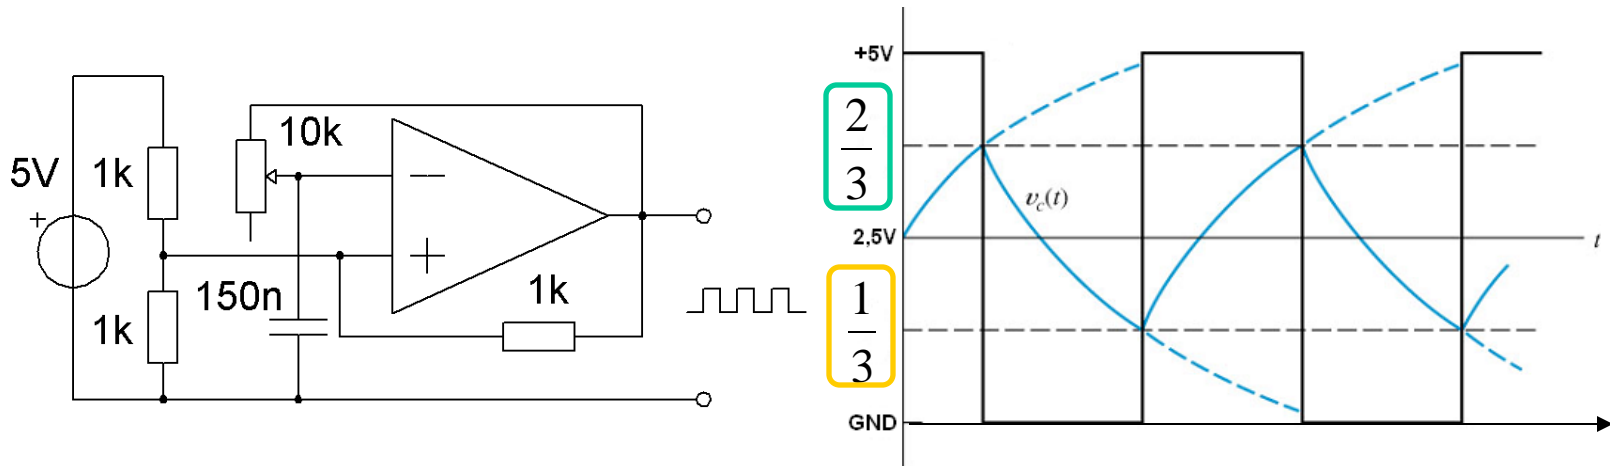 10k
5V
1k
+
−
+
150n
1k
1k
+5V
2
3
v_c(t)
2,5V
t
1
3
GND